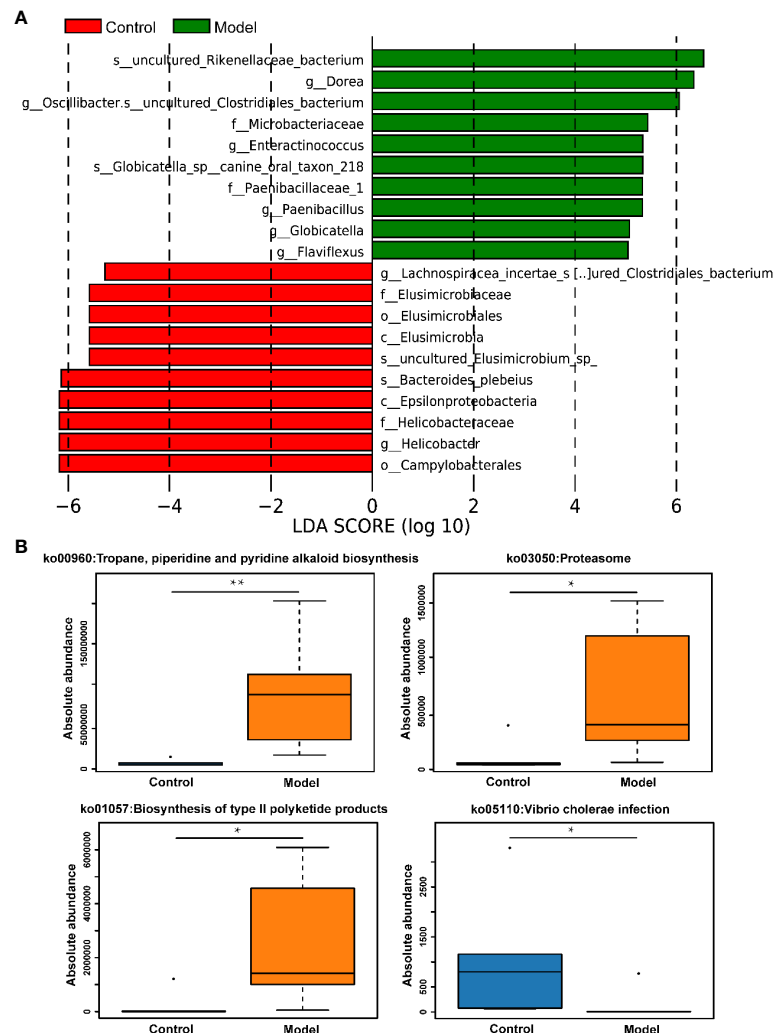 A
Control Model
s__uncultured_Rikenellaceae_bacterium
g__Dorea
g__Oscillibacter.s__uncultured_Clostridiales_bacterium
f__Microbacteriaceae
g__Enteractinococcus
s__Globicatella_sp__canine_oral_taxon_218
f__Paenibacillaceae_1
g__Paenibacillus
g__Globicatella
g__Flaviflexus
g__Lachnospiracea_incertae_s [..]ured_Clostridiales_bacterium
f__Elusimicrobiaceae
o__Elusimicrobiales
c__Elusimicrobia
s__uncultured_Elusimicrobium_sp_
s__Bacteroides_plebeius
c__Epsilonproteobacteria
f__Helicobacteraceae
g__Helicobacter
o__Campylobacterales
−6 −4 −2 0 2 4 6
LDA SCORE (log 10)
B
ko00960:Tropane, piperidine and pyridine alkaloid biosynthesis
**
Absolute abundance
150000000
50000000
0
Control Model
ko03050:Proteasome
*
Absolute abundance
1500000
1000000
500000
0
Control Model
ko01057:Biosynthesis of type II polyketide products
*
Absolute abundance
6000000
4000000
2000000
0
Control Model
ko05110:Vibrio cholerae infection
*
Absolute abundance
2500
1500
500
0
Control Model